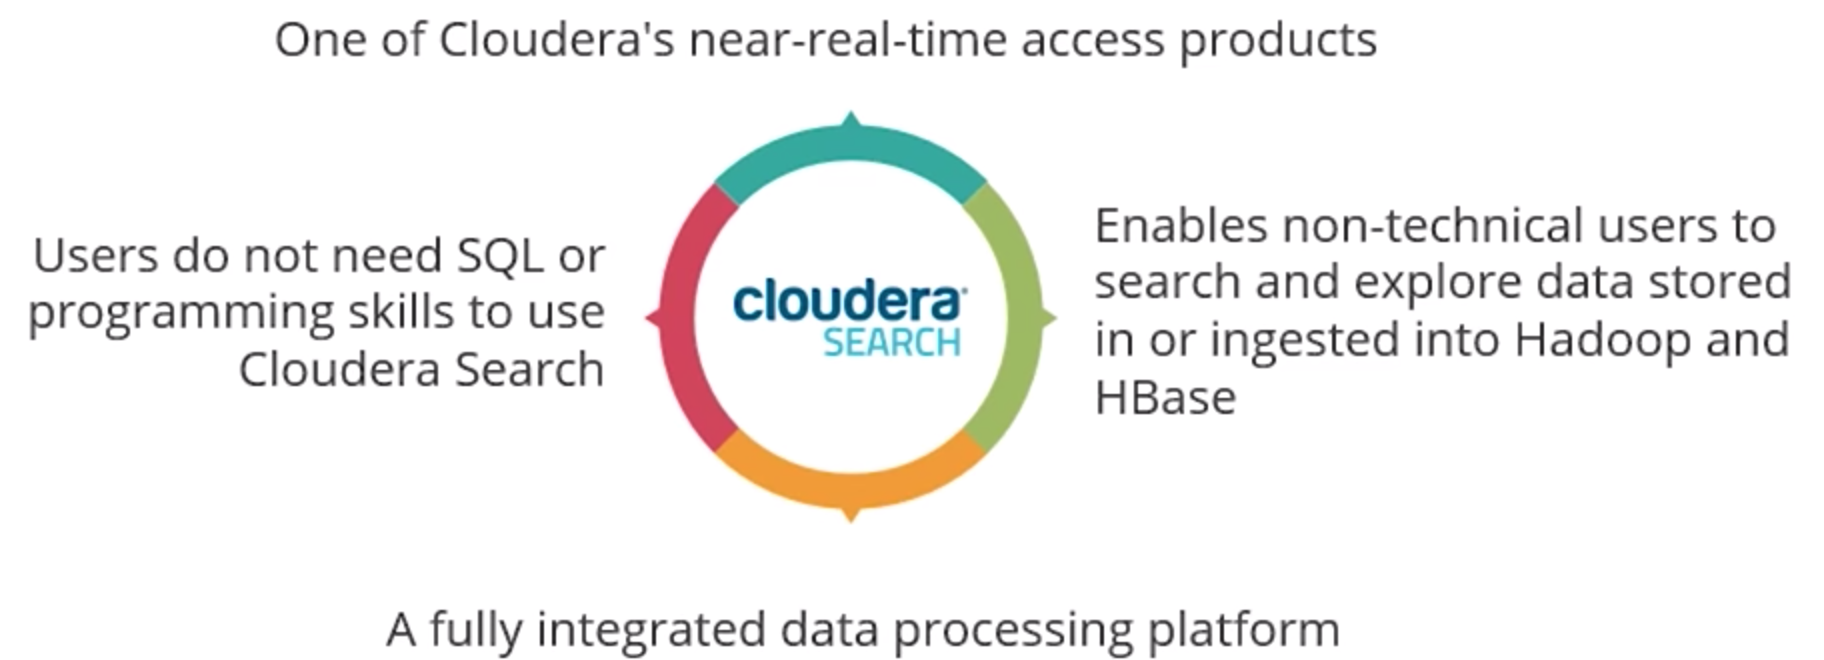 One of Cloudera's near-real-time access products
Users do not need SQL or
programming skills to use
Cloudera Search
cloudera
SEARCH
Enables non-technical users to
search and explore data stored
in or ingested into Hadoop and
HBase
A fully integrated data processing platform